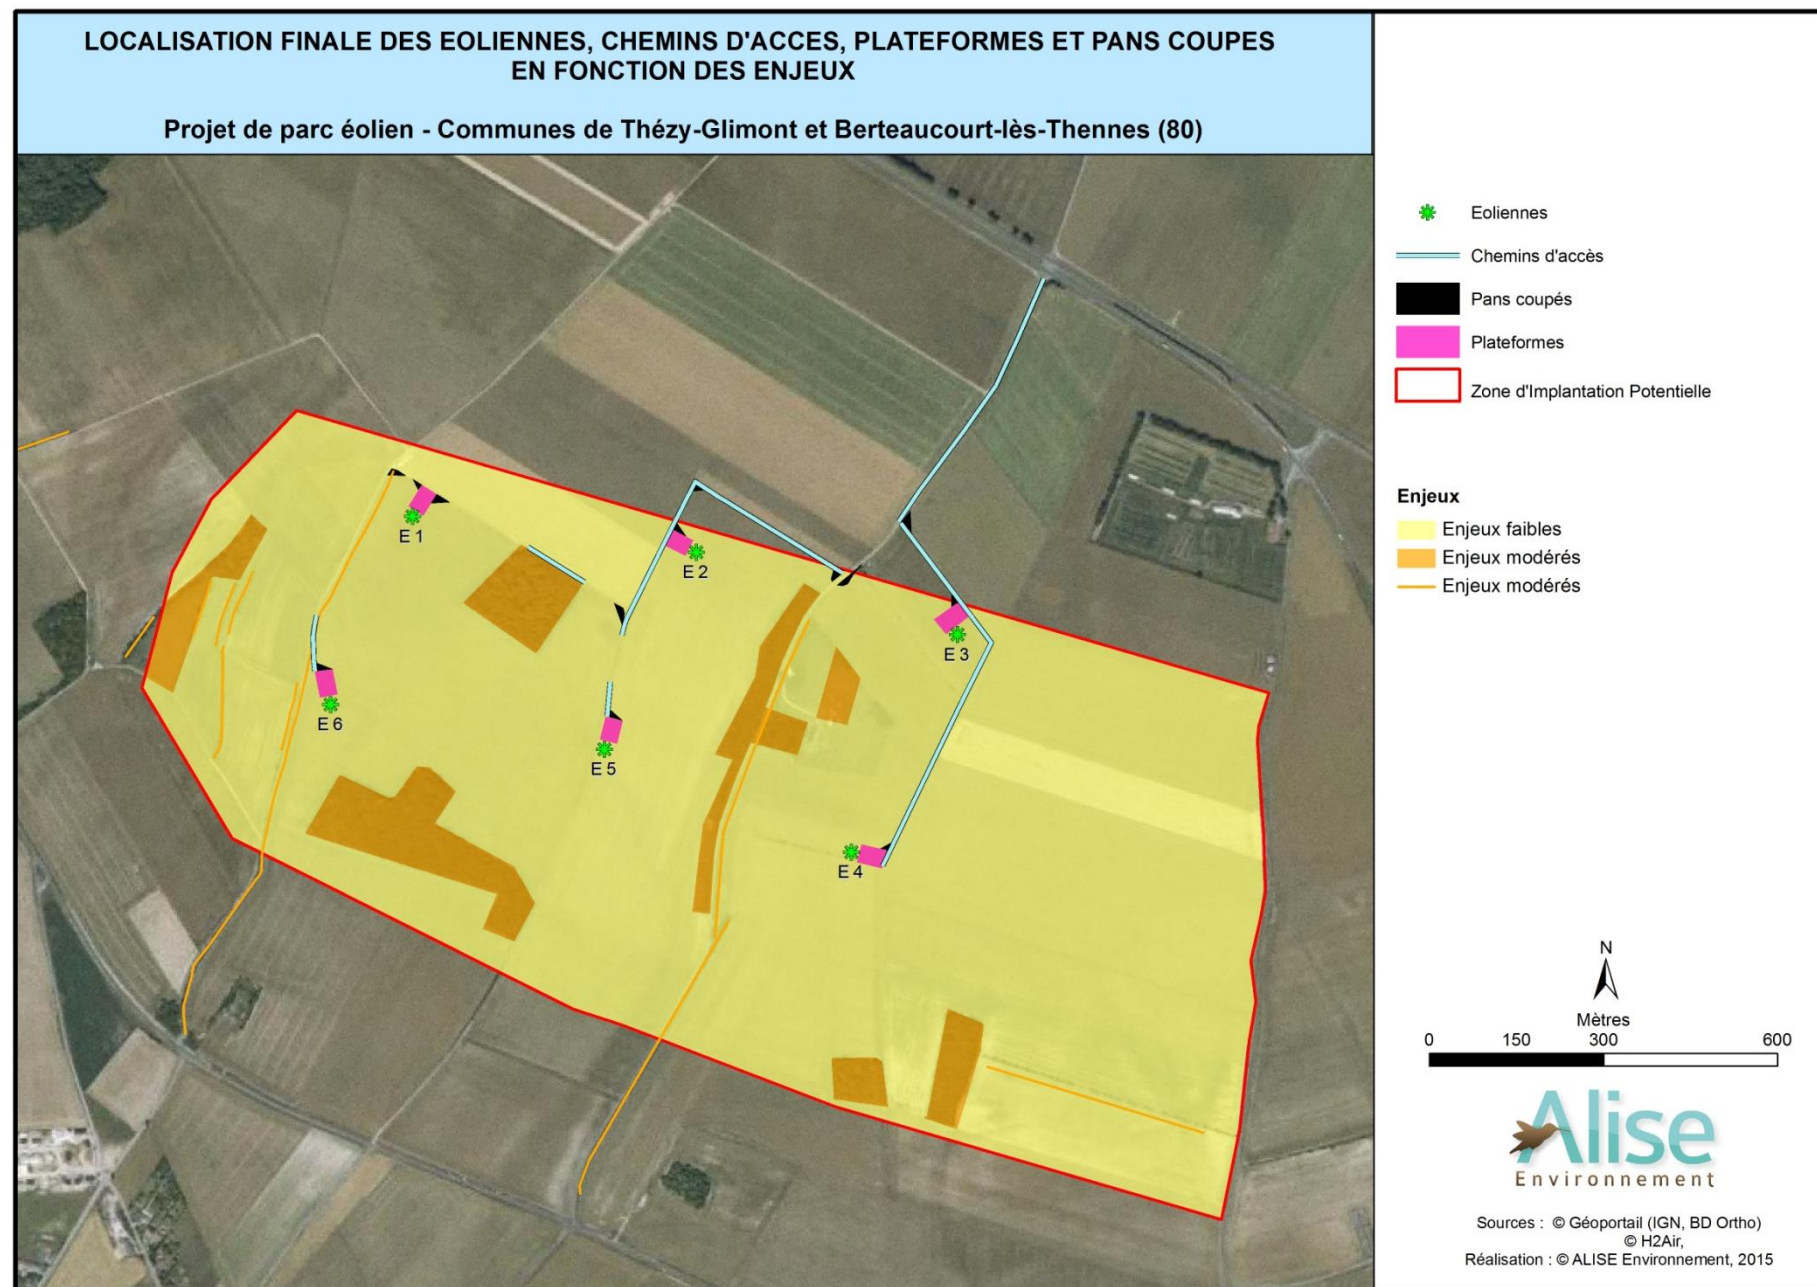 LOCALISATION FINALE DES EOLIENNES, CHEMINS D'ACCES, PLATEFORMES ET PANS COUPES
EN FONCTION DES ENJEUX
Projet de parc éolien - Communes de Thézy-Glimont et Berteaucourt-lès-Thennes (80)
E 1
E 2
E 3
E 6
E 5
E 4
Eoliennes
Chemins d'accès
Pans coupés
Plateformes
Zone d'Implantation Potentielle
Enjeux
Enjeux faibles
Enjeux modérés
Enjeux modérés
N
Mètres
0 150 300 600
Alise
Environnement
Sources : © Géoportail (IGN, BD Ortho)
© H2Air,
Réalisation : © ALISE Environnement, 2015